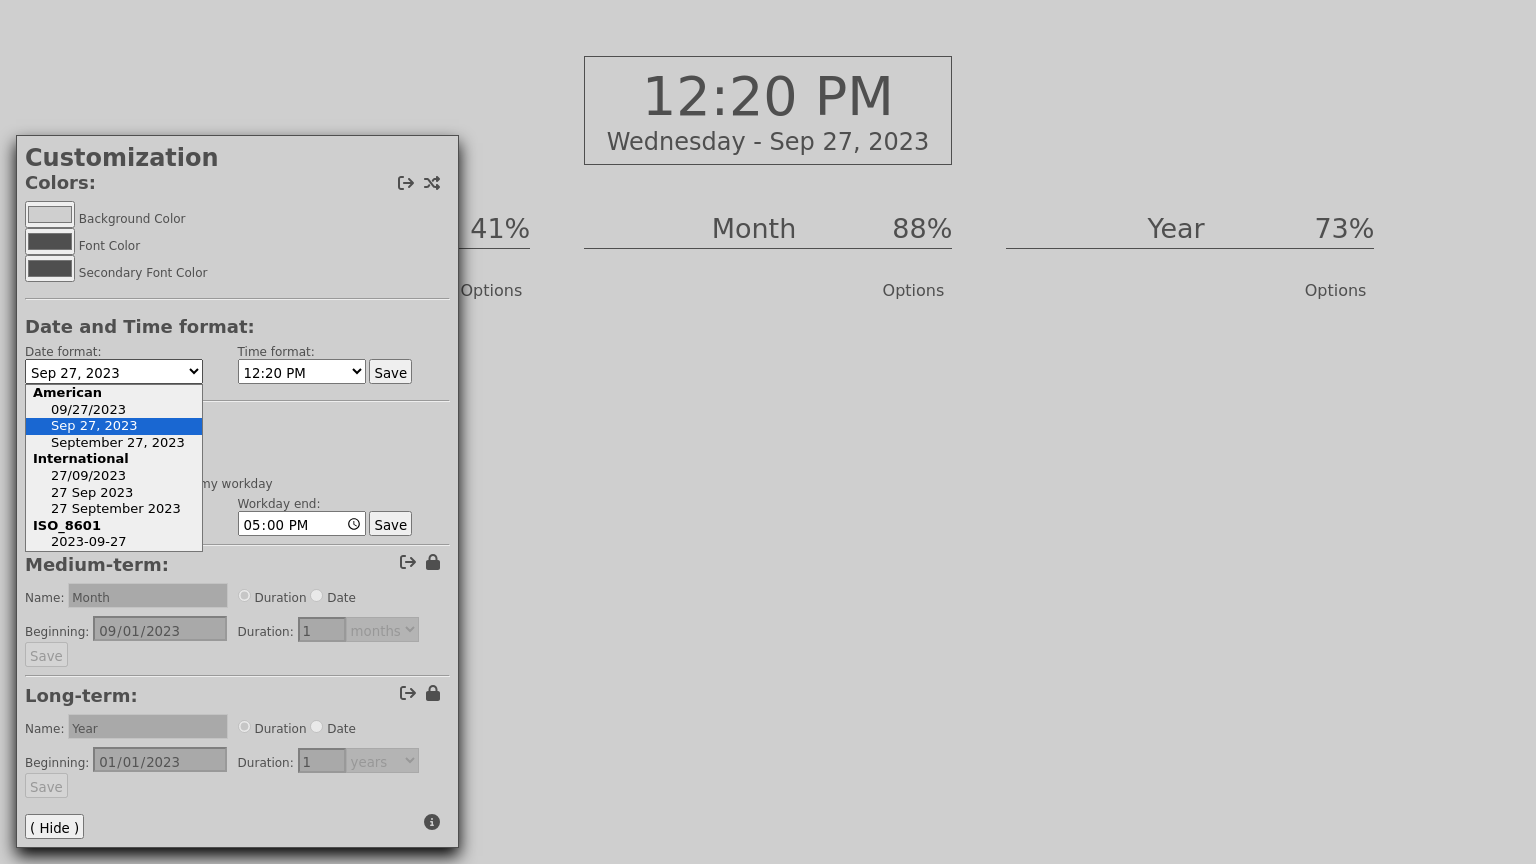 12:20 PM
Wednesday - Sep 27, 2023
41%
Month 88%
Year 73%
Options
Options
Options
Customization
Colors:
Background Color
Font Color
Secondary Font Color
Date and Time format:
Date format: Time format:
Sep 27, 2023 12:20 PM Save
American
09/27/2023
Sep 27, 2023
September 27, 2023
International
27/09/2023
27 Sep 2023
27 September 2023
ISO_8601
2023-09-27
my workday
Workday end:
05:00 PM Save
Medium-term:
Name: Month Duration Date
Beginning: 09/01/2023 Duration: 1 months
Save
Long-term:
Name: Year Duration Date
Beginning: 01/01/2023 Duration: 1 years
Save
( Hide )